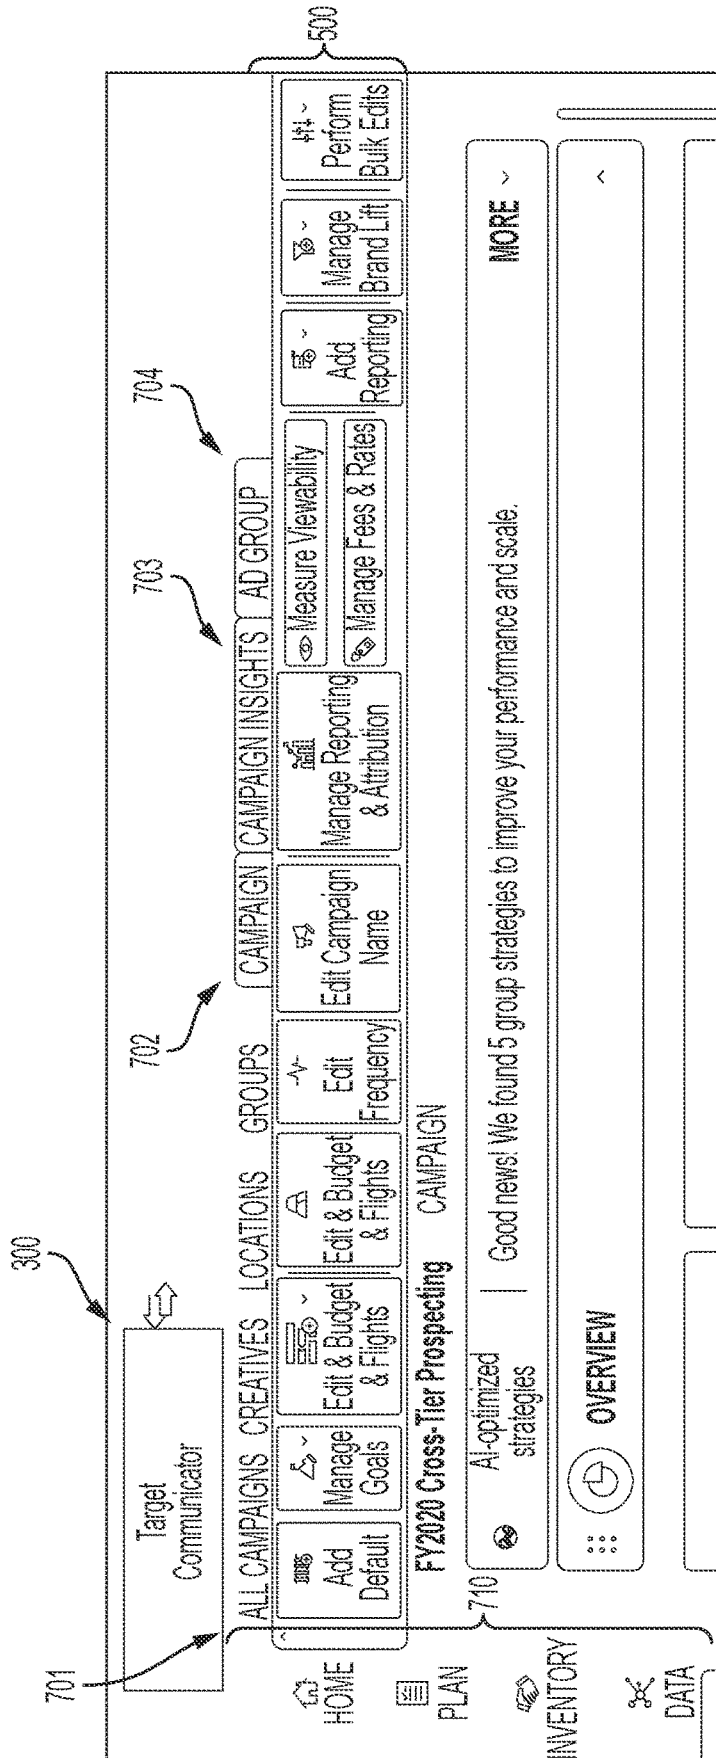 300
Target
Communicator
701
702
703
704
ALL CAMPAIGNS
CREATIVES
LOCATIONS
GROUPS
CAMPAIGN
CAMPAIGN INSIGHTS
AD GROUP
500
Add
Default
Manage
Goals
Edit & Budget
& Flights
Edit & Budget
& Flights
Edit
Frequency
Edit Campaign
Name
Manage Reporting
& Attribution
Measure Viewability
Manage Fees & Rates
Add
Reporting
Manage
Brand Lift
Perform
Bulk Edits
HOME
PLAN
INVENTORY
DATA
710
FY2020 Cross-Tier Prospecting CAMPAIGN
AI-optimized
strategies
Good news! We found 5 group strategies to improve your performance and scale.
MORE
OVERVIEW